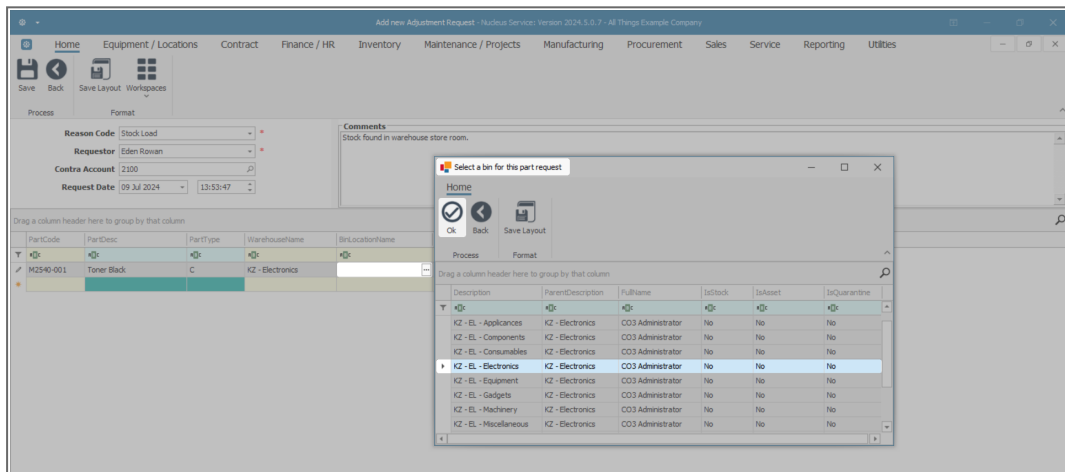 Add new Adjustment Request - Nucleus Service: Version 2024.5.0.7 - All Things Example Company
Home Equipment / Locations Contract Finance / HR Inventory Maintenance / Projects Manufacturing Procurement Sales Service Reporting Utilities
Save Back Save Layout Workspaces
Process Format
Reason Code Stock Load *
Requestor Eden Rowan *
Contra Account 2100
Request Date 09 Jul 2024 13:53:47
Comments
Stock found in warehouse store room.
Drag a column header here to group by that column
PartCode PartDesc PartType WarehouseName BinLocationName
M2540-001 Toner Black C KZ - Electronics
Select a bin for this part request
Home
Ok Back Save Layout
Process Format
Drag a column header here to group by that column
Description ParentDescription FullName IsStock IsAsset IsQuarantine
KZ - EL - Applicances KZ - Electronics CO3 Administrator No No No
KZ - EL - Components KZ - Electronics CO3 Administrator No No No
KZ - EL - Consumables KZ - Electronics CO3 Administrator No No No
KZ - EL - Electronics KZ - Electronics CO3 Administrator No No No
KZ - EL - Equipment KZ - Electronics CO3 Administrator No No No
KZ - EL - Gadgets KZ - Electronics CO3 Administrator No No No
KZ - EL - Machinery KZ - Electronics CO3 Administrator No No No
KZ - EL - Miscellaneous KZ - Electronics CO3 Administrator No No No